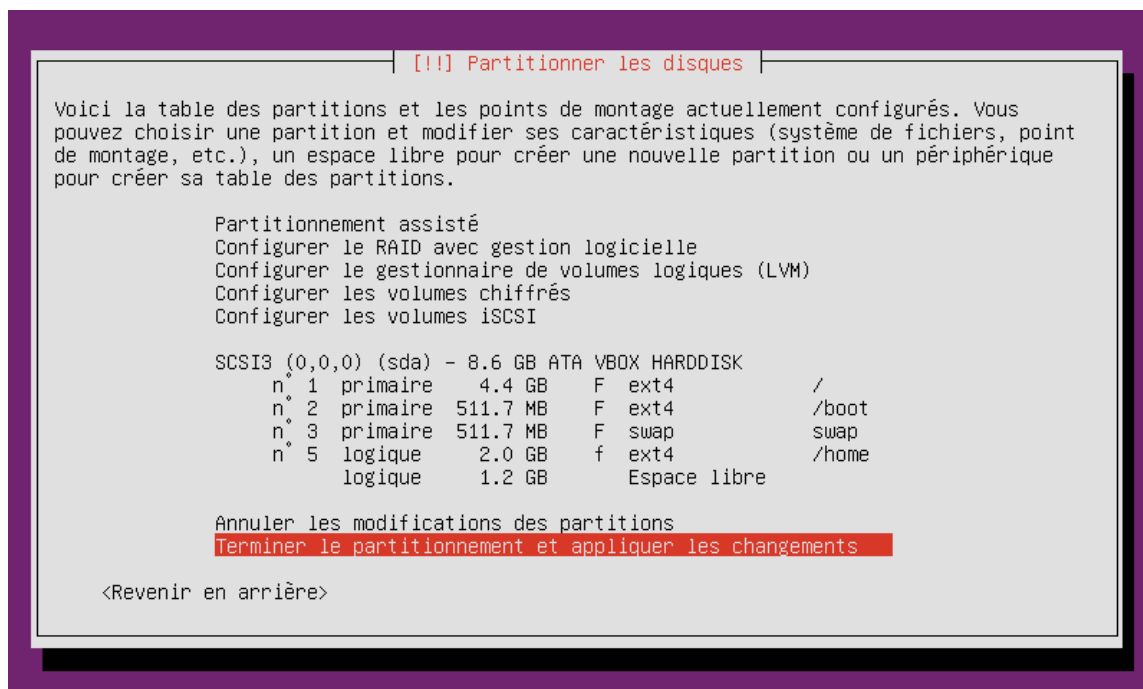 [!!] Partitionner les disques
Voici la table des partitions et les points de montage actuellement configurés. Vous
pouvez choisir une partition et modifier ses caractéristiques (système de fichiers, point
de montage, etc.), un espace libre pour créer une nouvelle partition ou un périphérique
pour créer sa table des partitions.
Partitionnement assisté
Configurer le RAID avec gestion logicielle
Configurer le gestionnaire de volumes logiques (LVM)
Configurer les volumes chiffrés
Configurer les volumes iSCSI
SCSI3 (0,0,0) (sda) - 8.6 GB ATA VBOX HARDDISK
n° 1 primaire 4.4 GB F ext4 /
n° 2 primaire 511.7 MB F ext4 /boot
n° 3 primaire 511.7 MB F swap swap
n° 5 logique 2.0 GB f ext4 /home
logique 1.2 GB Espace libre
Annuler les modifications des partitions
Terminer le partitionnement et appliquer les changements
<Revenir en arrière>